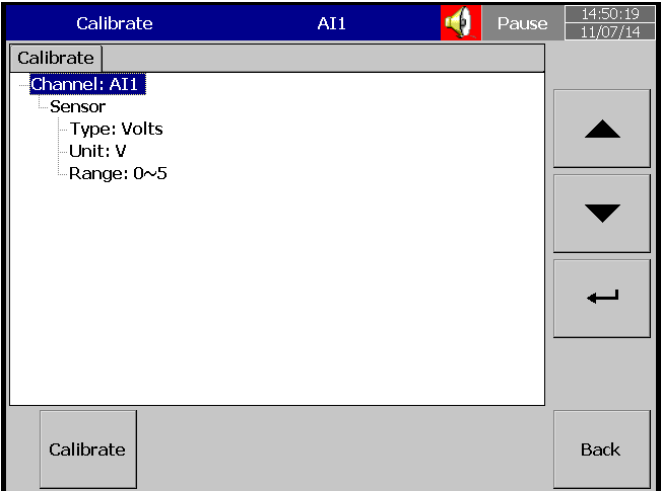 Calibrate AI1 Pause 14:50:19
11/07/14
Calibrate
Channel: AI1
Sensor
Type: Volts
Unit: V
Range: 0~5
Calibrate Back